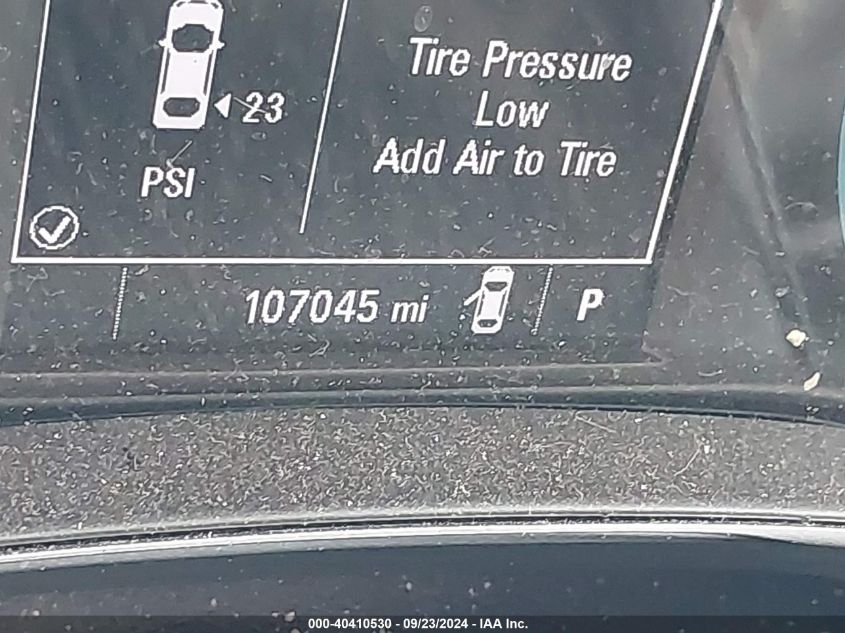 23
PSI
Tire Pressure
Low
Add Air to Tire
107045 mi
P
000-40410530 - 09/23/2024 - IAA Inc.